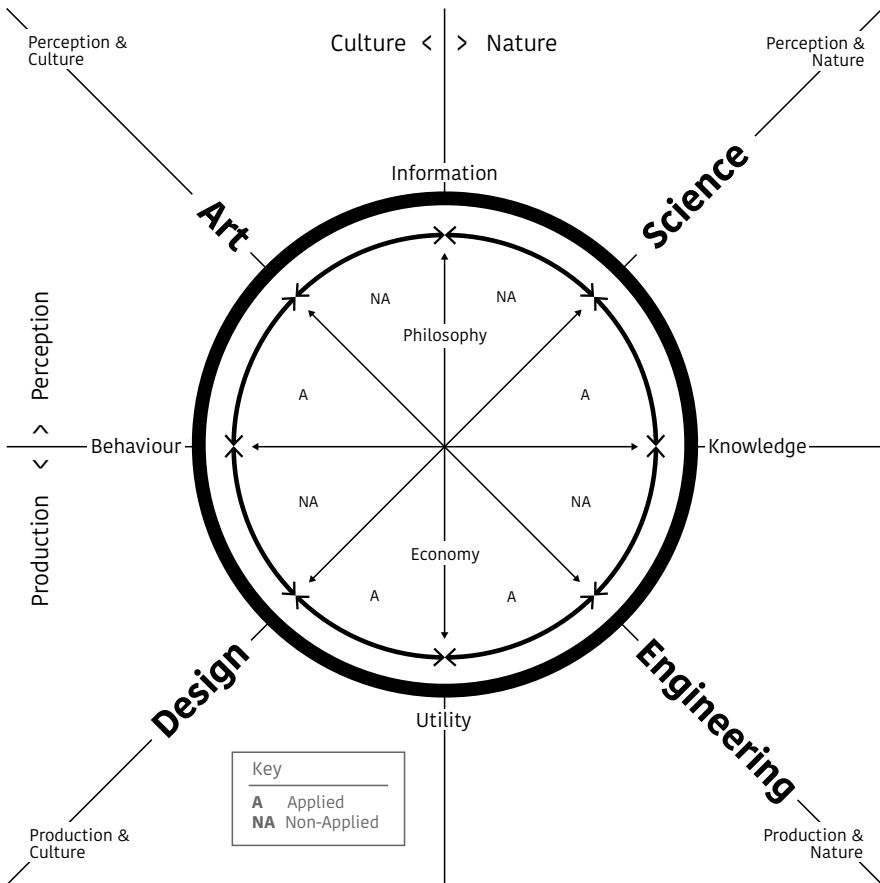 Perception &
Culture
Culture < > Nature
Perception &
Nature
Information
Art
Science
NA
NA
Philosophy
Perception
A
A
< >
Behaviour
Knowledge
Production
NA
NA
Economy
A
A
Design
Engineering
Utility
Key
A Applied
NA Non-Applied
Production &
Culture
Production &
Nature